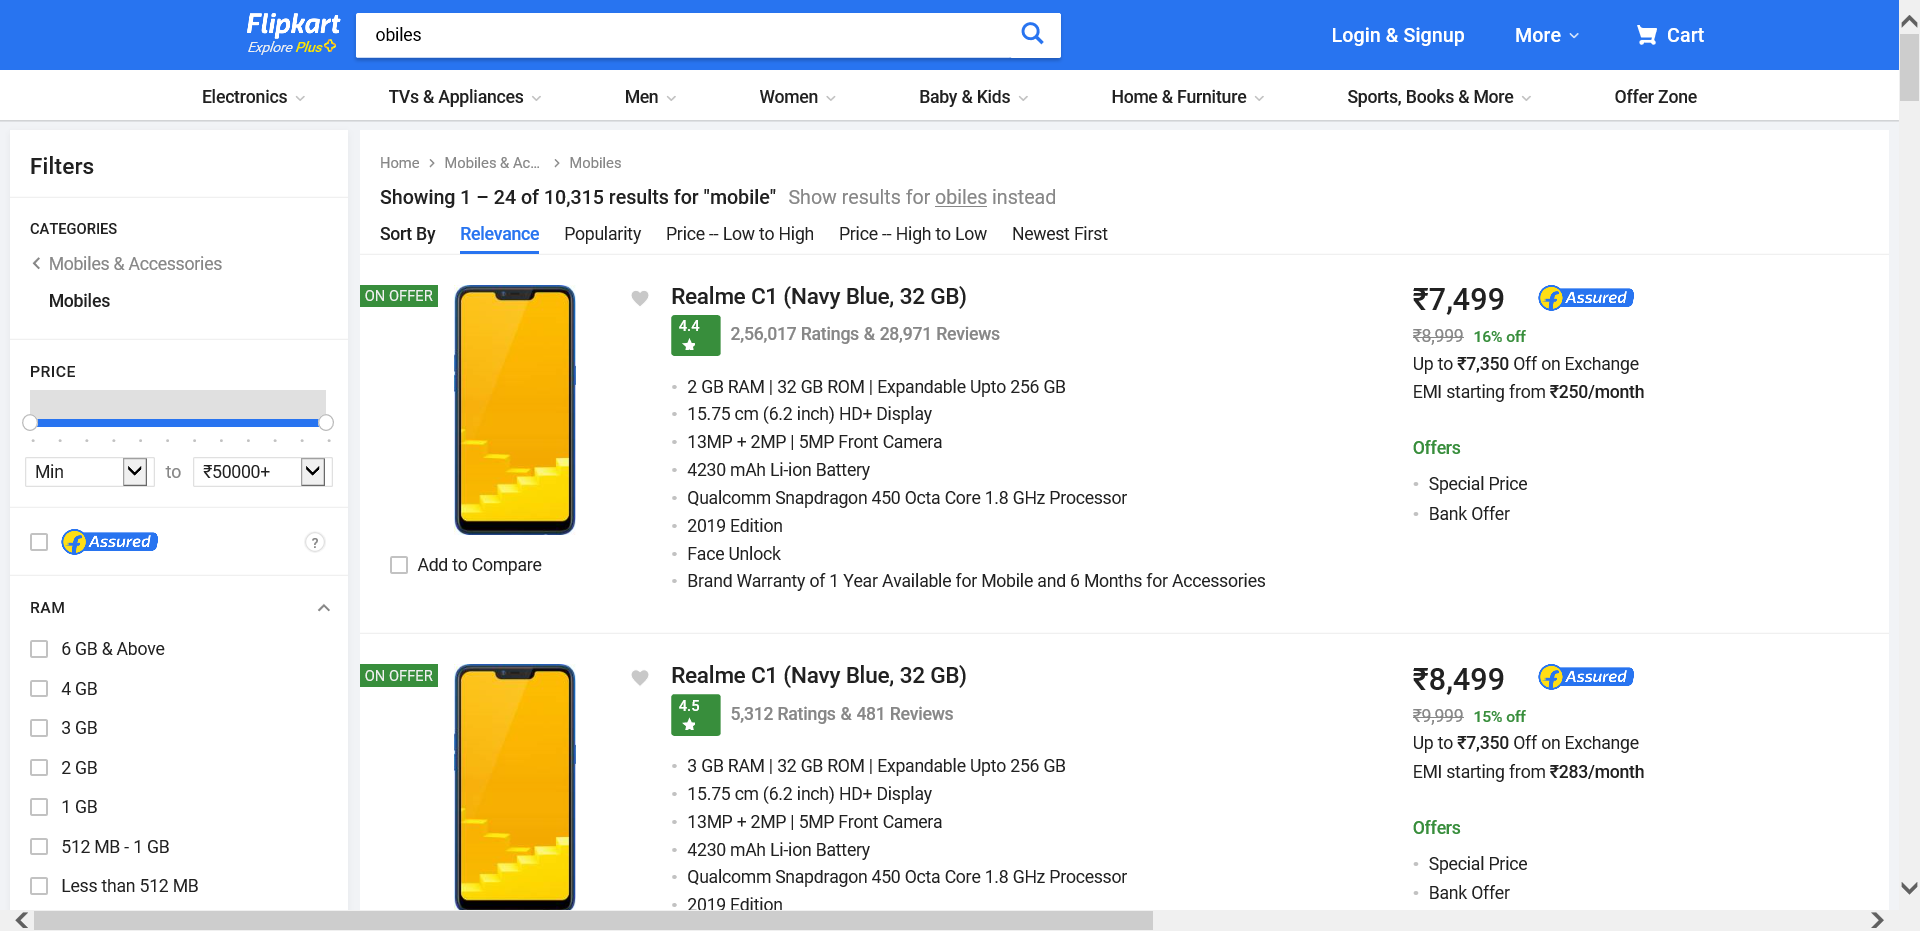 Flipkart
Explore Plus
obiles
Login & Signup
More
Cart
Electronics
TVs & Appliances
Men
Women
Baby & Kids
Home & Furniture
Sports, Books & More
Offer Zone
Filters
CATEGORIES
Mobiles & Accessories
Mobiles
PRICE
Min
to
₹50000+
Assured
?
RAM
6 GB & Above
4 GB
3 GB
2 GB
1 GB
512 MB - 1 GB
Less than 512 MB
Home
Mobiles & Ac...
Mobiles
Showing 1 – 24 of 10,315 results for "mobile" Show results for obiles instead
Sort By
Relevance
Popularity
Price -- Low to High
Price -- High to Low
Newest First
ON OFFER
Add to Compare
Realme C1 (Navy Blue, 32 GB)
4.4
2,56,017 Ratings & 28,971 Reviews
2 GB RAM | 32 GB ROM | Expandable Upto 256 GB
15.75 cm (6.2 inch) HD+ Display
13MP + 2MP | 5MP Front Camera
4230 mAh Li-ion Battery
Qualcomm Snapdragon 450 Octa Core 1.8 GHz Processor
2019 Edition
Face Unlock
Brand Warranty of 1 Year Available for Mobile and 6 Months for Accessories
₹7,499
Assured
₹8,999 16% off
Up to ₹7,350 Off on Exchange
EMI starting from ₹250/month
Offers
Special Price
Bank Offer
ON OFFER
Realme C1 (Navy Blue, 32 GB)
4.5
5,312 Ratings & 481 Reviews
3 GB RAM | 32 GB ROM | Expandable Upto 256 GB
15.75 cm (6.2 inch) HD+ Display
13MP + 2MP | 5MP Front Camera
4230 mAh Li-ion Battery
Qualcomm Snapdragon 450 Octa Core 1.8 GHz Processor
2019 Edition
₹8,499
Assured
₹9,999 15% off
Up to ₹7,350 Off on Exchange
EMI starting from ₹283/month
Offers
Special Price
Bank Offer